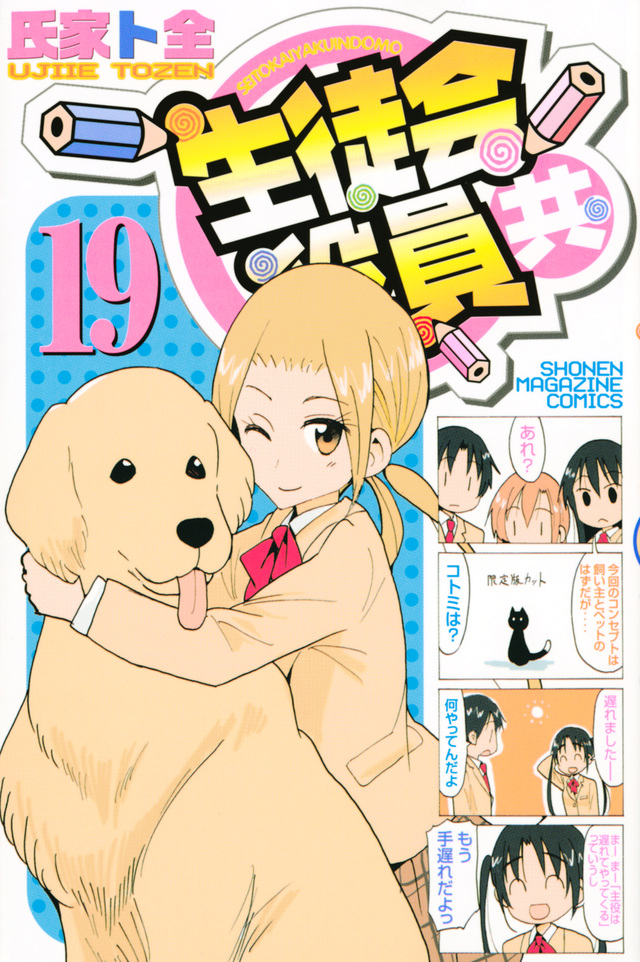 氏家ト全
UJIIE TOZEN
SEITOKAIYAKUINDOMO
生徒会
役員
共
19
SHONEN
MAGAZINE
COMICS
あれ?
今回のコンセプトは
飼い主とペットの
はずだが‥‥
限定版カット
コトミは?
遅れました―
何やってんだよ
まーまー「主役は
遅れてやってくる」
っていうし
もう
手遅れだよっ